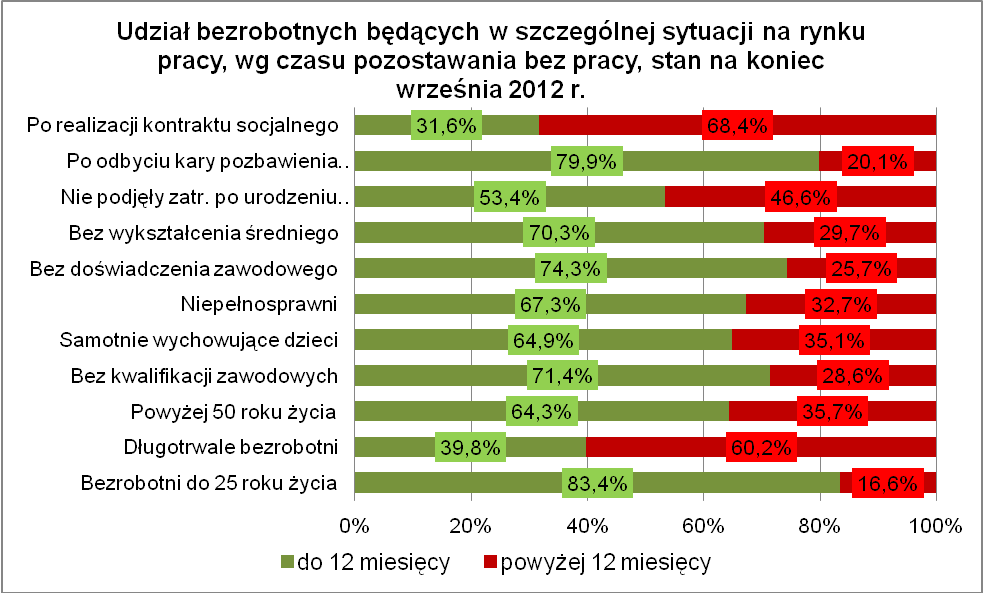 Udział bezrobotnych będących w szczególnej sytuacji na rynku
pracy, wg czasu pozostawania bez pracy, stan na koniec
września 2012 r.
Po realizacji kontraktu socjalnego 31,6% 68,4%
Po odbyciu kary pozbawienia.. 79,9% 20,1%
Nie podjęły zatr. po urodzeniu.. 53,4% 46,6%
Bez wykształcenia średniego 70,3% 29,7%
Bez doświadczenia zawodowego 74,3% 25,7%
Niepełnosprawni 67,3% 32,7%
Samotnie wychowujące dzieci 64,9% 35,1%
Bez kwalifikacji zawodowych 71,4% 28,6%
Powyżej 50 roku życia 64,3% 35,7%
Długotrwale bezrobotni 39,8% 60,2%
Bezrobotni do 25 roku życia 83,4% 16,6%
0% 20% 40% 60% 80% 100%
do 12 miesięcy powyżej 12 miesięcy